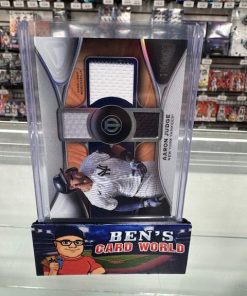 AARON JUDGE
NEW YORK YANKEES
BEN'S
CARD WORLD